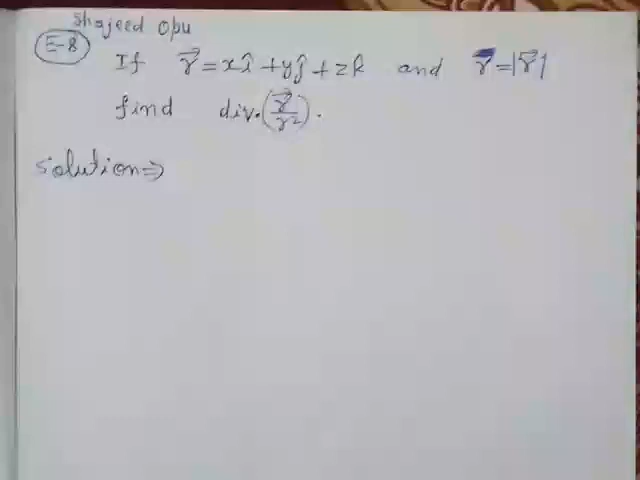 Shajeed Opu
E-8 If r⃗ = xî + yĵ + zk and r = |r⃗|
find div.(r⃗/r²).
Solution ⇒